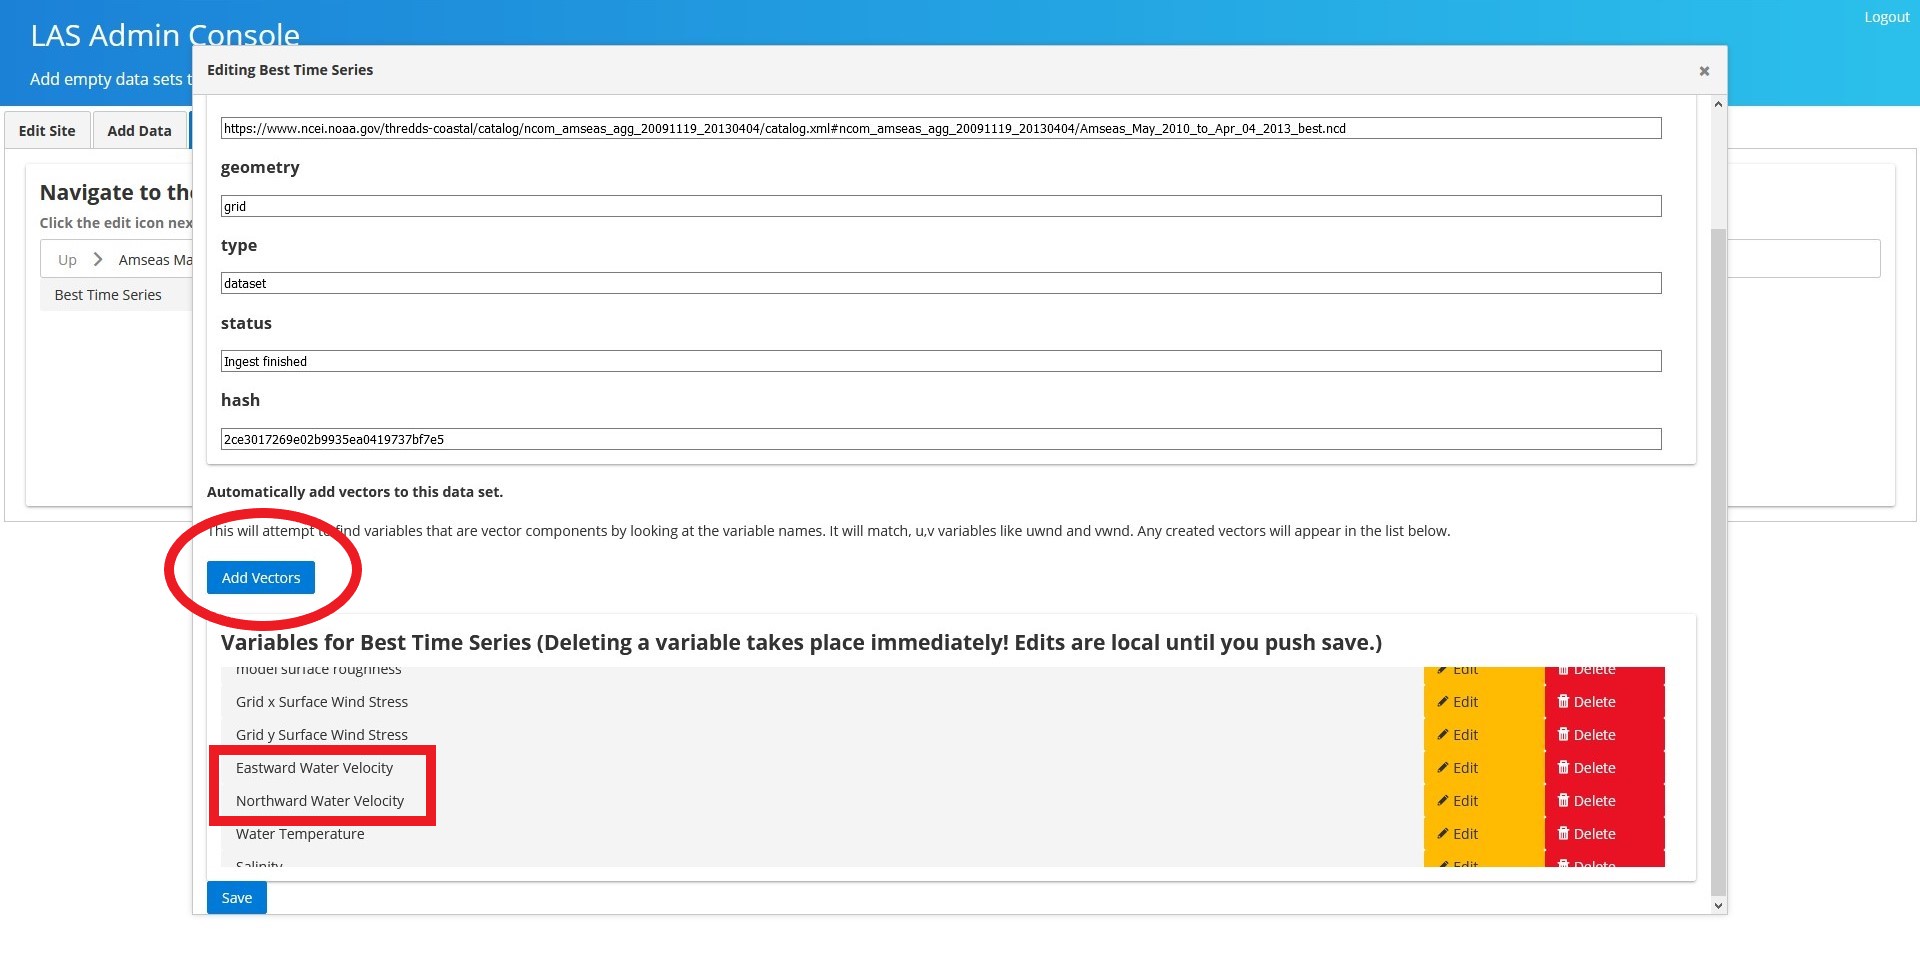 LAS Admin Console
Logout
Add empty data sets t
Editing Best Time Series
Edit Site
Add Data
https://www.ncei.noaa.gov/thredds-coastal/catalog/ncom_amseas_agg_20091119_20130404/catalog.xml#ncom_amseas_agg_20091119_20130404/Amseas_May_2010_to_Apr_04_2013_best.ncd
Navigate to the
Click the edit icon nex
Up
Amseas Ma
Best Time Series
geometry
grid
type
dataset
status
Ingest finished
hash
2ce3017269e02b9935ea0419737bf7e5
Automatically add vectors to this data set.
This will attempt to find variables that are vector components by looking at the variable names. It will match, u,v variables like uwnd and vwnd. Any created vectors will appear in the list below.
Add Vectors
Variables for Best Time Series (Deleting a variable takes place immediately! Edits are local until you push save.)
model surface roughness Edit Delete
Grid x Surface Wind Stress Edit Delete
Grid y Surface Wind Stress Edit Delete
Eastward Water Velocity Edit Delete
Northward Water Velocity Edit Delete
Water Temperature Edit Delete
Salinity Edit Delete
Save